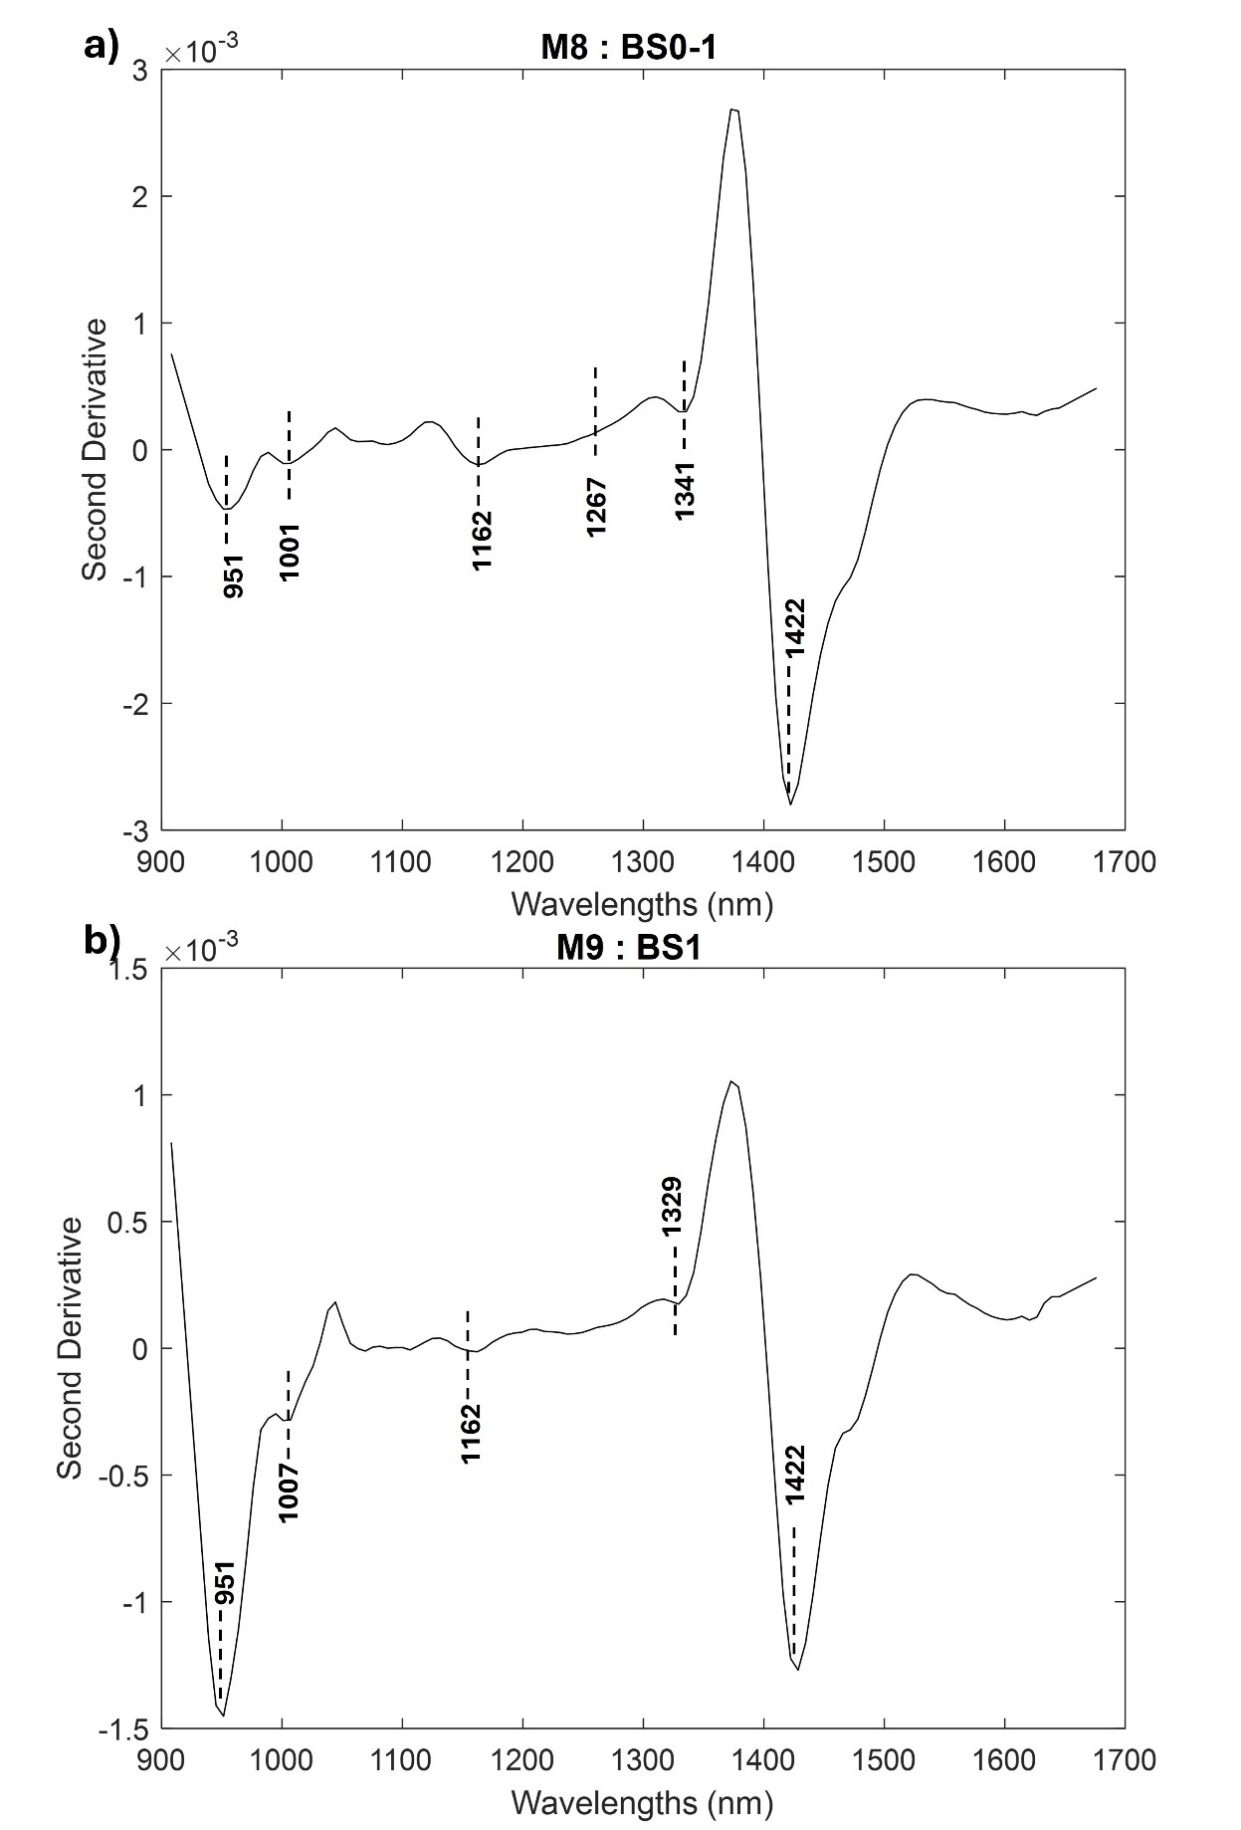 a)
×10-3
M8 : BS0-1
3
2
1
0
-1
-2
-3
Second Derivative
951
1001
1162
1267
1341
1422
900 1000 1100 1200 1300 1400 1500 1600 1700
Wavelengths (nm)
b)
×10-3
M9 : BS1
1.5
1
0.5
0
-0.5
-1
-1.5
Second Derivative
951
1007
1162
1329
1422
900 1000 1100 1200 1300 1400 1500 1600 1700
Wavelengths (nm)